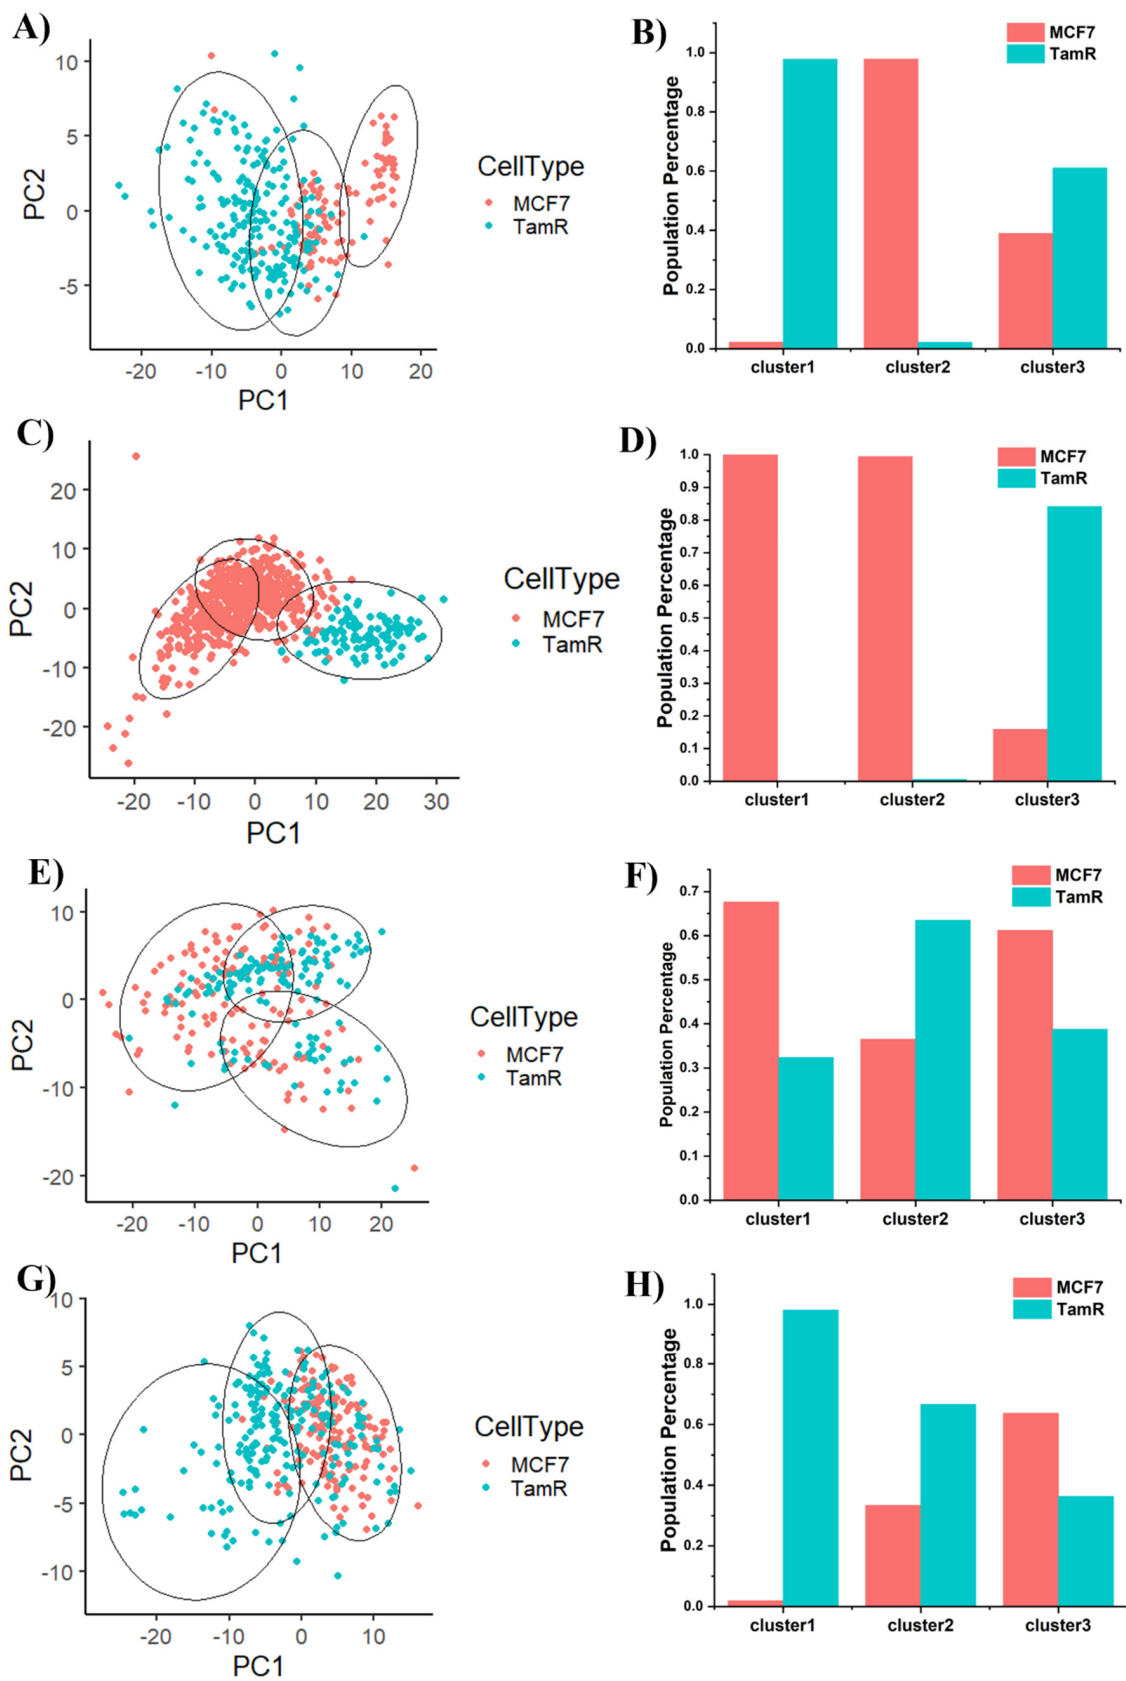 A)
10
5
0
-5
PC2
-20
-10
0
10
20
PC1
CellType
MCF7
TamR
B)
MCF7
TamR
1.0
0.8
0.6
0.4
0.2
0.0
Population Percentage
cluster1
cluster2
cluster3
C)
20
10
0
-10
-20
PC2
-20
-10
0
10
20
30
PC1
CellType
MCF7
TamR
D)
MCF7
TamR
1.0
0.9
0.8
0.7
0.6
0.5
0.4
0.3
0.2
0.1
0.0
Population Percentage
cluster1
cluster2
cluster3
E)
10
0
-10
-20
PC2
-20
-10
0
10
20
PC1
CellType
MCF7
TamR
F)
MCF7
TamR
0.7
0.6
0.5
0.4
0.3
0.2
0.1
0.0
Population Percentage
cluster1
cluster2
cluster3
G)
10
5
0
-5
-10
PC2
-20
-10
0
10
PC1
CellType
MCF7
TamR
H)
MCF7
TamR
1.0
0.8
0.6
0.4
0.2
0.0
Population Percentage
cluster1
cluster2
cluster3